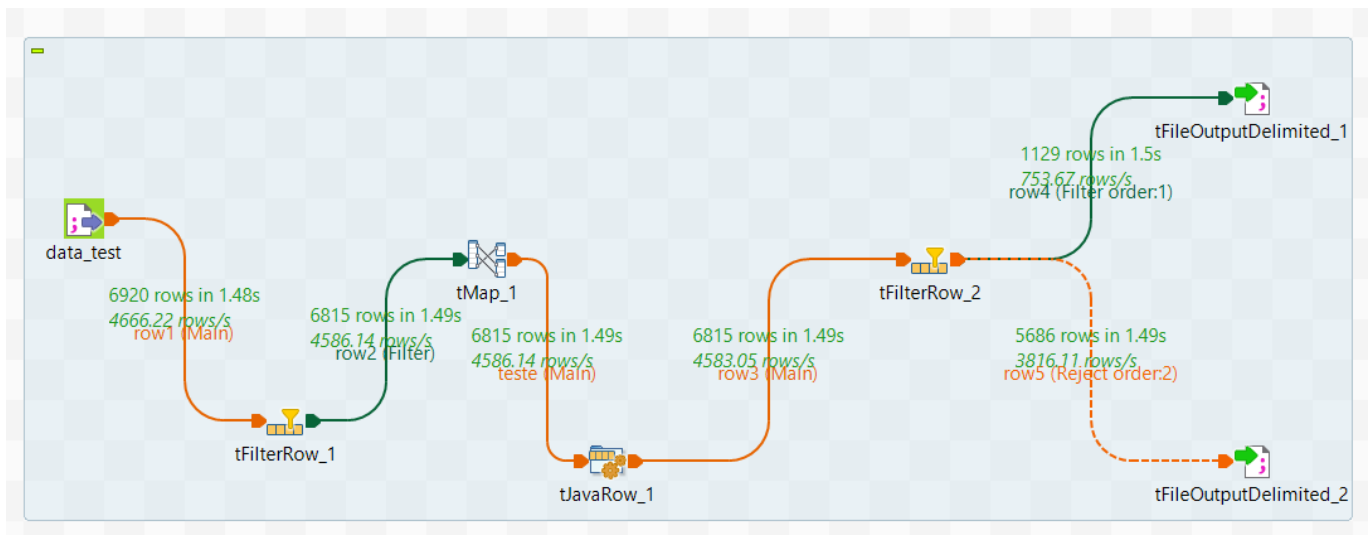 data_test
6920 rows in 1.48s
4666.22 rows/s
row1 (Main)
tFilterRow_1
6815 rows in 1.49s
4586.14 rows/s
row2 (Filter)
tMap_1
6815 rows in 1.49s
4586.14 rows/s
teste (Main)
tJavaRow_1
6815 rows in 1.49s
4583.05 rows/s
row3 (Main)
tFilterRow_2
1129 rows in 1.5s
753.67 rows/s
row4 (Filter order:1)
tFileOutputDelimited_1
5686 rows in 1.49s
3816.11 rows/s
row5 (Reject order:2)
tFileOutputDelimited_2